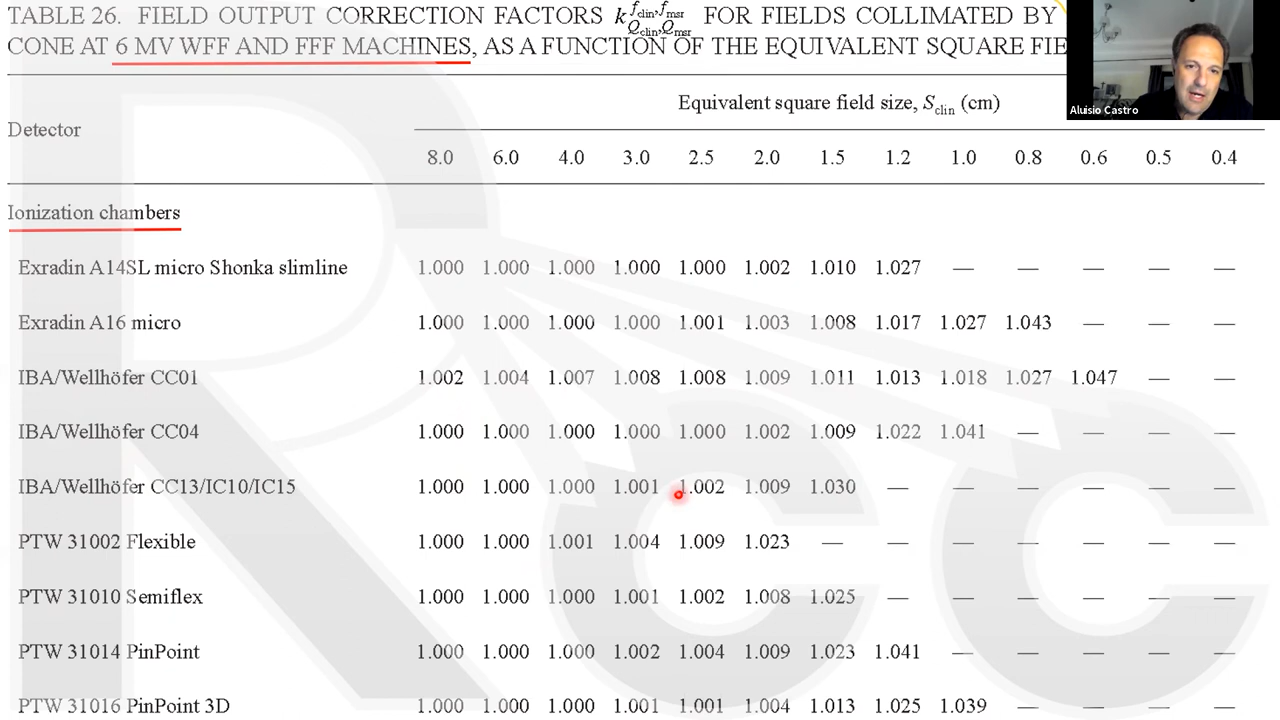 TABLE 26. FIELD OUTPUT CORRECTION FACTORS k f_clin,f_msr Q_clin,Q_msr FOR FIELDS COLLIMATED BY
CONE AT 6 MV WFF AND FFF MACHINES, AS A FUNCTION OF THE EQUIVALENT SQUARE FIE
Aluisio Castro
Equivalent square field size, S_clin (cm)
Detector
8.0 6.0 4.0 3.0 2.5 2.0 1.5 1.2 1.0 0.8 0.6 0.5 0.4
Ionization chambers
Exradin A14SL micro Shonka slimline 1.000 1.000 1.000 1.000 1.000 1.002 1.010 1.027 — — — — —
Exradin A16 micro 1.000 1.000 1.000 1.000 1.001 1.003 1.008 1.017 1.027 1.043 — — —
IBA/Wellhöfer CC01 1.002 1.004 1.007 1.008 1.008 1.009 1.011 1.013 1.018 1.027 1.047 — —
IBA/Wellhöfer CC04 1.000 1.000 1.000 1.000 1.000 1.002 1.009 1.022 1.041 — — — —
IBA/Wellhöfer CC13/IC10/IC15 1.000 1.000 1.000 1.001 1.002 1.009 1.030 — — — — — —
PTW 31002 Flexible 1.000 1.000 1.001 1.004 1.009 1.023 — — — — — — —
PTW 31010 Semiflex 1.000 1.000 1.000 1.001 1.002 1.008 1.025 — — — — — —
PTW 31014 PinPoint 1.000 1.000 1.000 1.002 1.004 1.009 1.023 1.041 — — — — —
PTW 31016 PinPoint 3D 1.000 1.000 1.000 1.001 1.001 1.004 1.013 1.025 1.039 — — — —